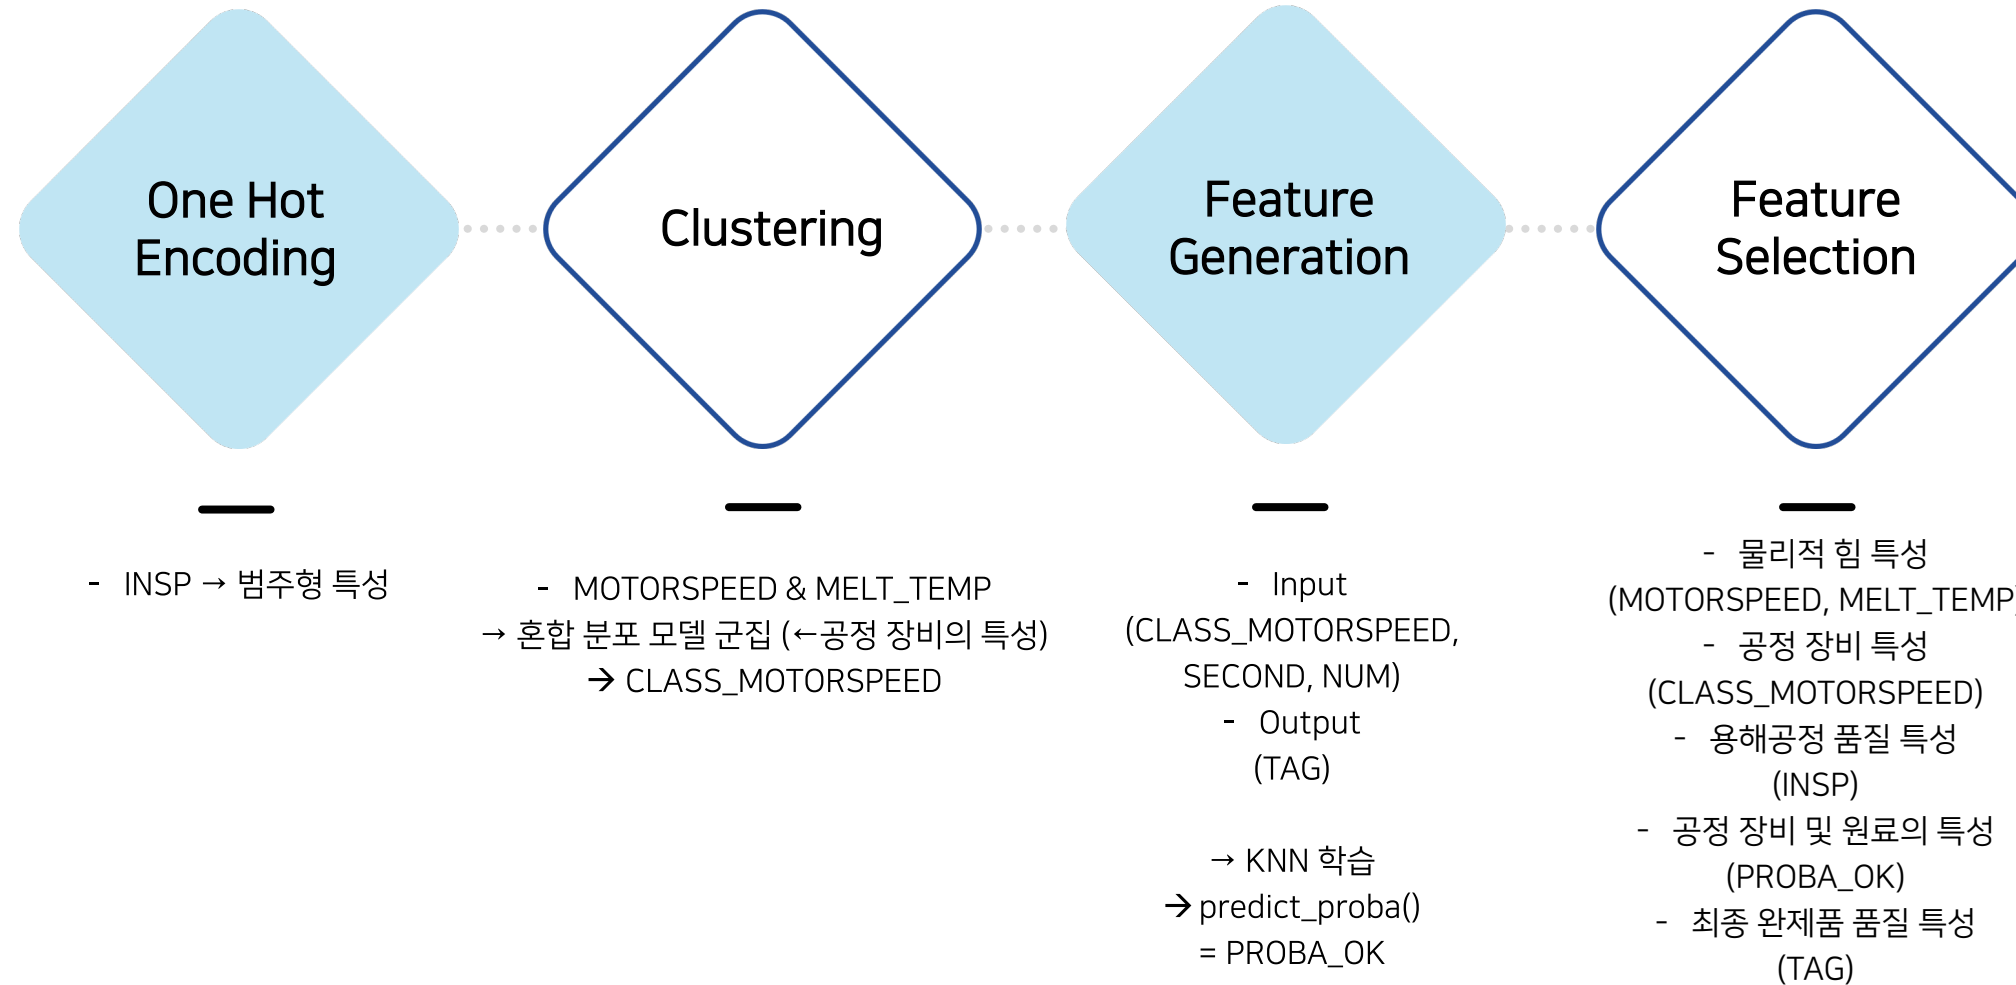 One Hot
Encoding
Clustering
Feature
Generation
Feature
Selection
- INSP → 범주형 특성
- MOTORSPEED & MELT_TEMP
→ 혼합 분포 모델 군집 (←공정 장비의 특성)
→ CLASS_MOTORSPEED
- Input
(CLASS_MOTORSPEED,
SECOND, NUM)
- Output
(TAG)
→ KNN 학습
→ predict_proba()
= PROBA_OK
- 물리적 힘 특성
(MOTORSPEED, MELT_TEMP)
- 공정 장비 특성
(CLASS_MOTORSPEED)
- 용해공정 품질 특성
(INSP)
- 공정 장비 및 원료의 특성
(PROBA_OK)
- 최종 완제품 품질 특성
(TAG)